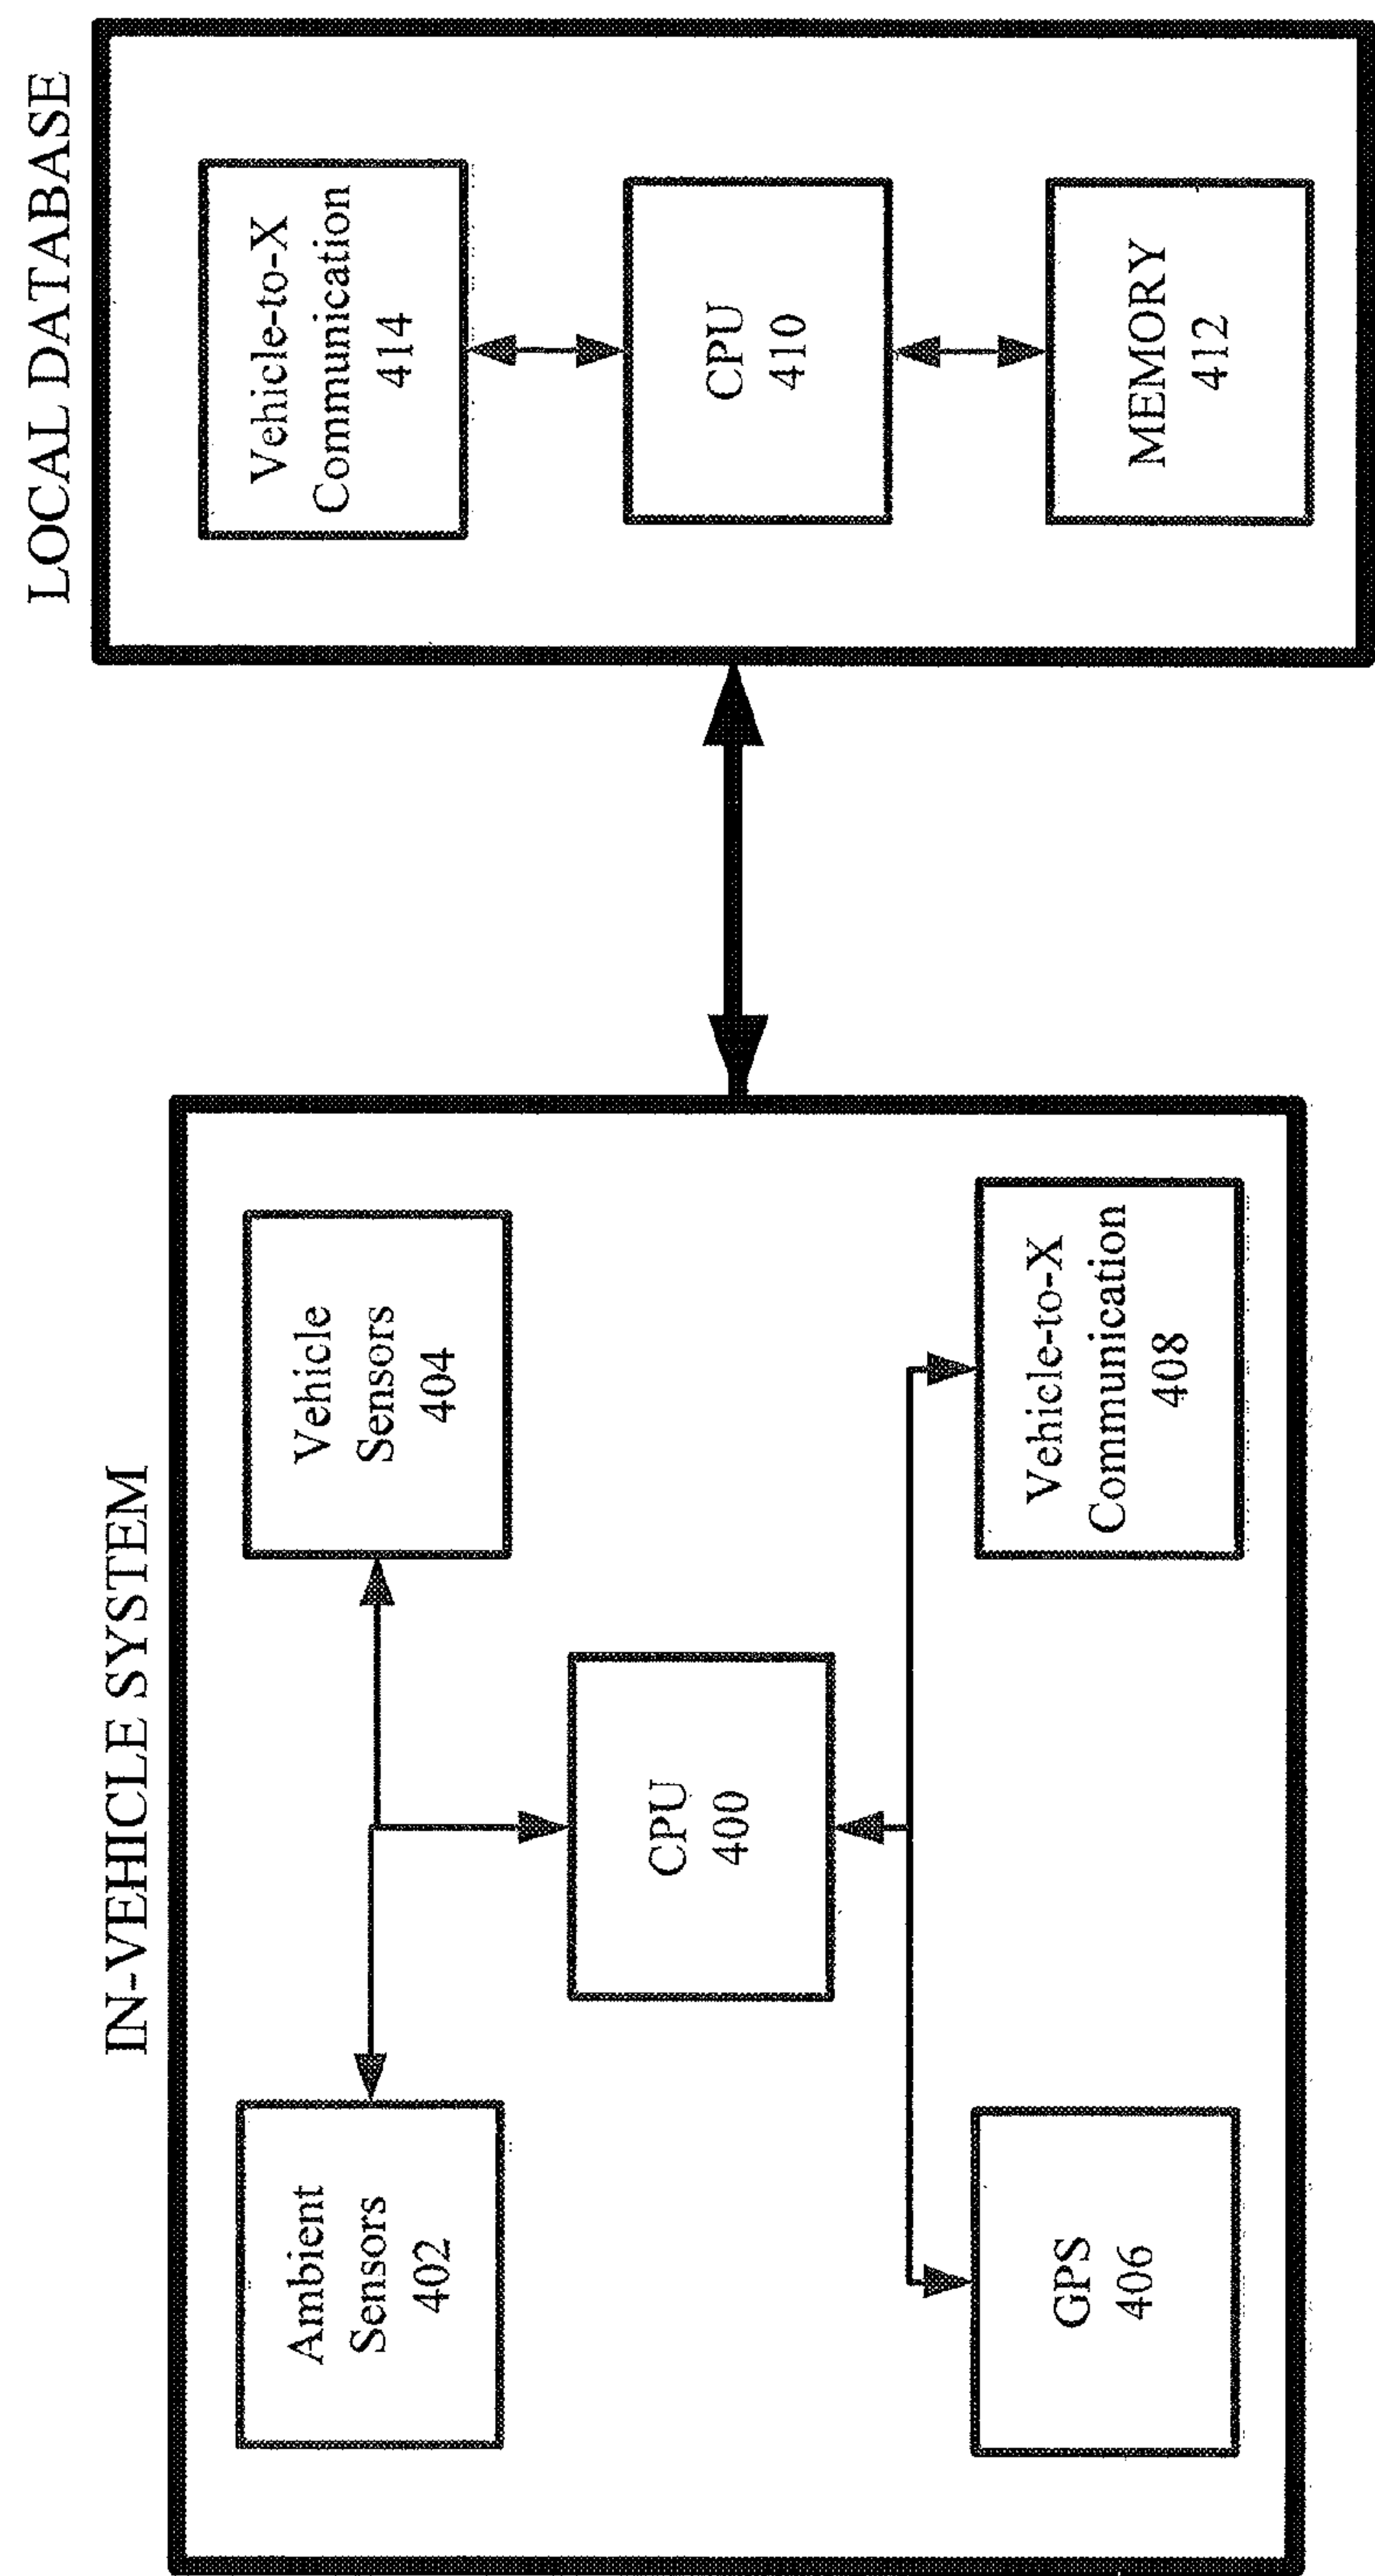 IN-VEHICLE SYSTEM
Ambient
Sensors
402
Vehicle
Sensors
404
CPU
400
GPS
406
Vehicle-to-X
Communication
408
LOCAL DATABASE
Vehicle-to-X
Communication
414
CPU
410
MEMORY
412